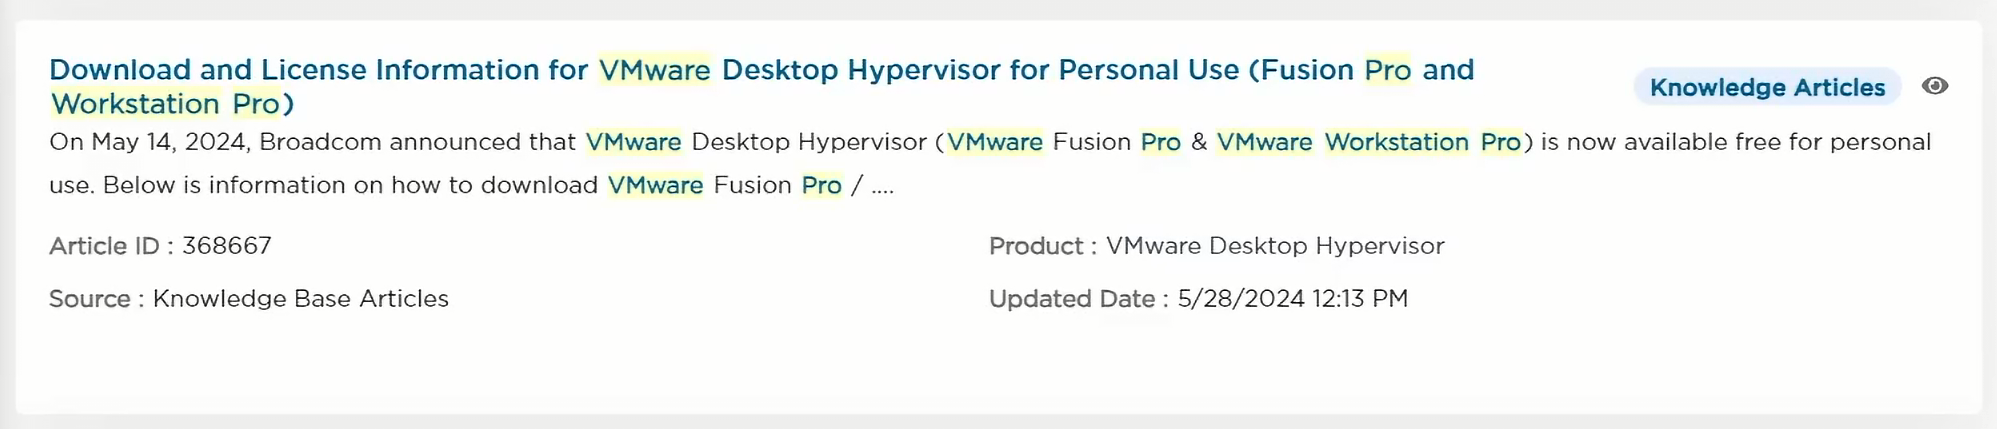 Download and License Information for VMware Desktop Hypervisor for Personal Use (Fusion Pro and
Workstation Pro)
Knowledge Articles
On May 14, 2024, Broadcom announced that VMware Desktop Hypervisor (VMware Fusion Pro & VMware Workstation Pro) is now available free for personal
use. Below is information on how to download VMware Fusion Pro / ....
Article ID : 368667
Product : VMware Desktop Hypervisor
Source : Knowledge Base Articles
Updated Date : 5/28/2024 12:13 PM